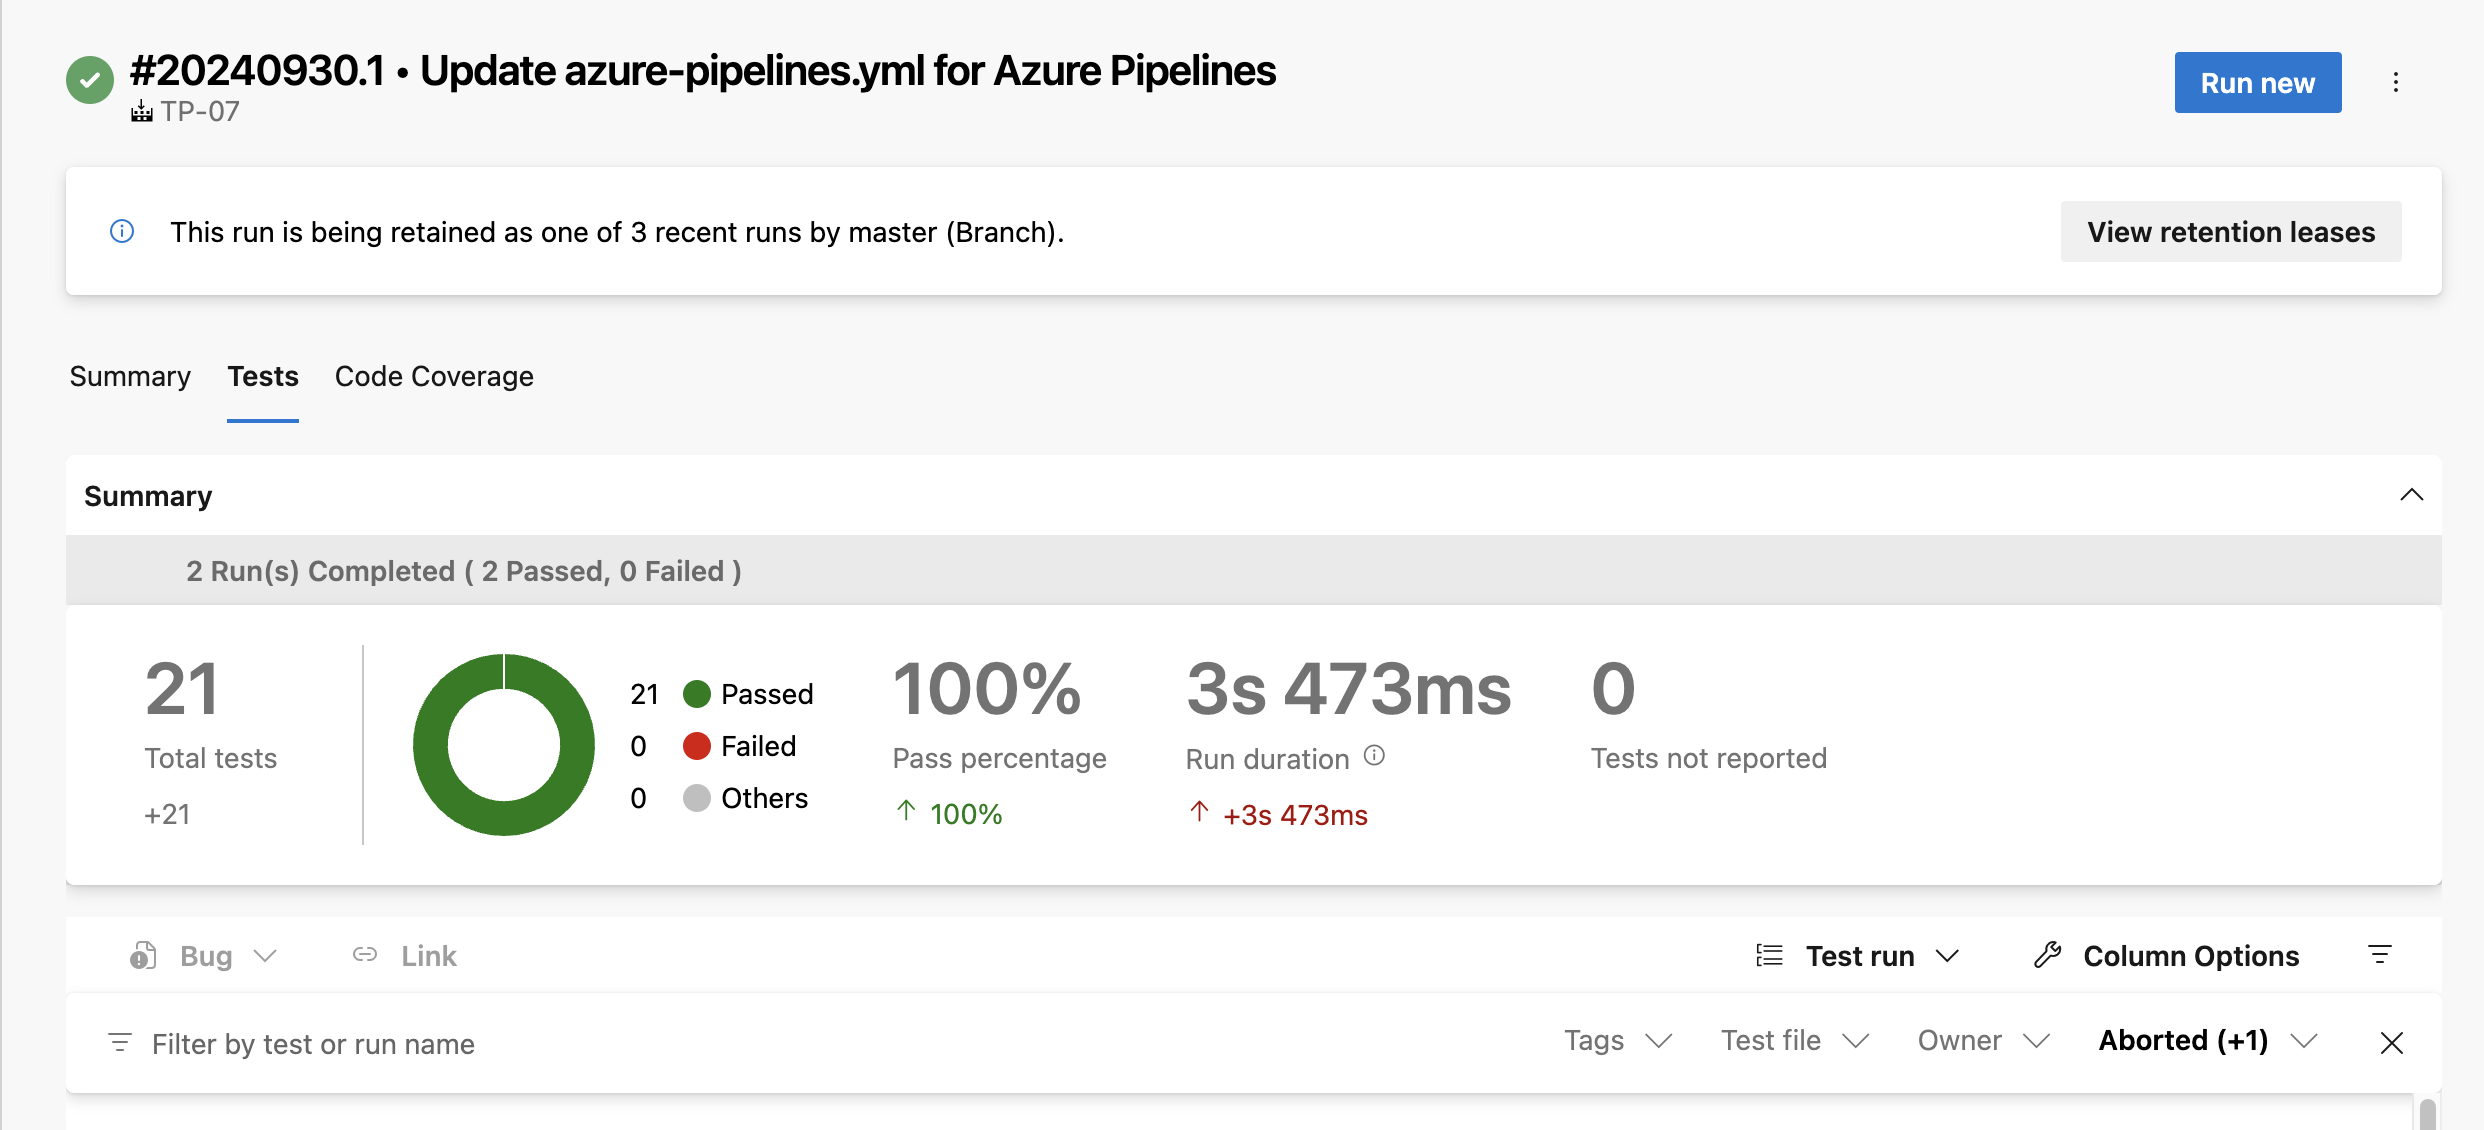 #20240930.1 • Update azure-pipelines.yml for Azure Pipelines
TP-07
Run new
This run is being retained as one of 3 recent runs by master (Branch).
View retention leases
Summary Tests Code Coverage
Summary
2 Run(s) Completed ( 2 Passed, 0 Failed )
21
Total tests
+21
21 Passed
0 Failed
0 Others
100%
Pass percentage
↑ 100%
3s 473ms
Run duration
↑ +3s 473ms
0
Tests not reported
Bug Link Test run Column Options
Filter by test or run name Tags Test file Owner Aborted (+1)